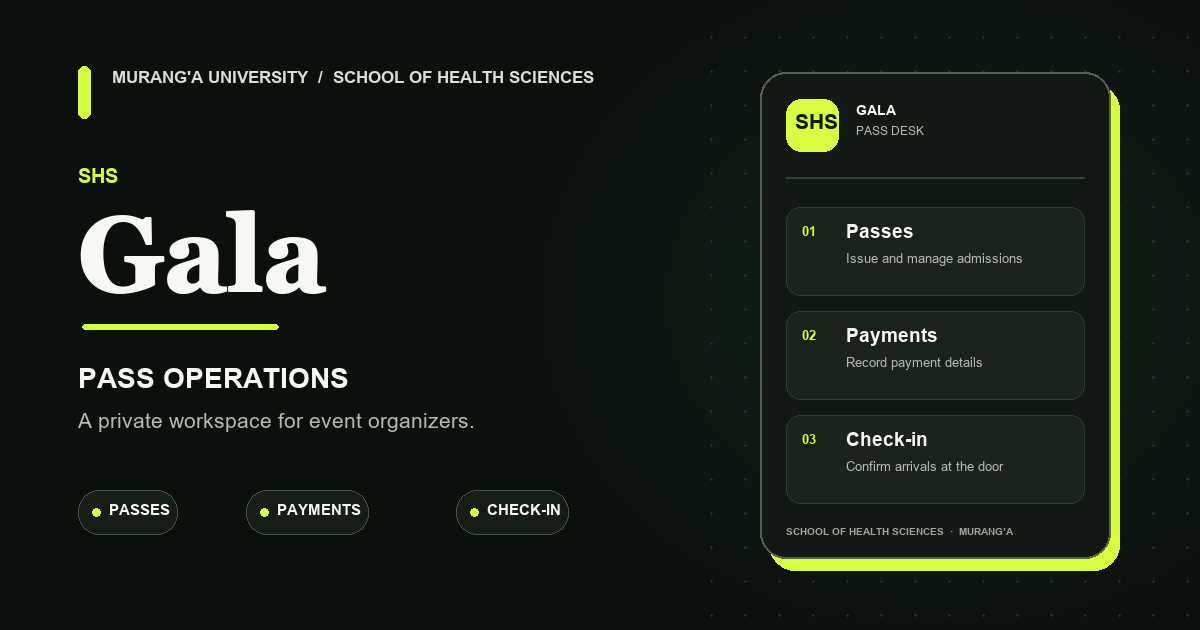 MURANG'A UNIVERSITY / SCHOOL OF HEALTH SCIENCES
SHS
Gala
PASS OPERATIONS
A private workspace for event organizers.
PASSES
PAYMENTS
CHECK-IN
SHS
GALA
PASS DESK
01
Passes
Issue and manage admissions
02
Payments
Record payment details
03
Check-in
Confirm arrivals at the door
SCHOOL OF HEALTH SCIENCES · MURANG'A